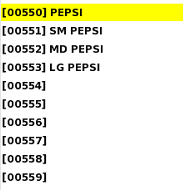 [00550] PEPSI
[00551] SM PEPSI
[00552] MD PEPSI
[00553] LG PEPSI
[00554]
[00555]
[00556]
[00557]
[00558]
[00559]